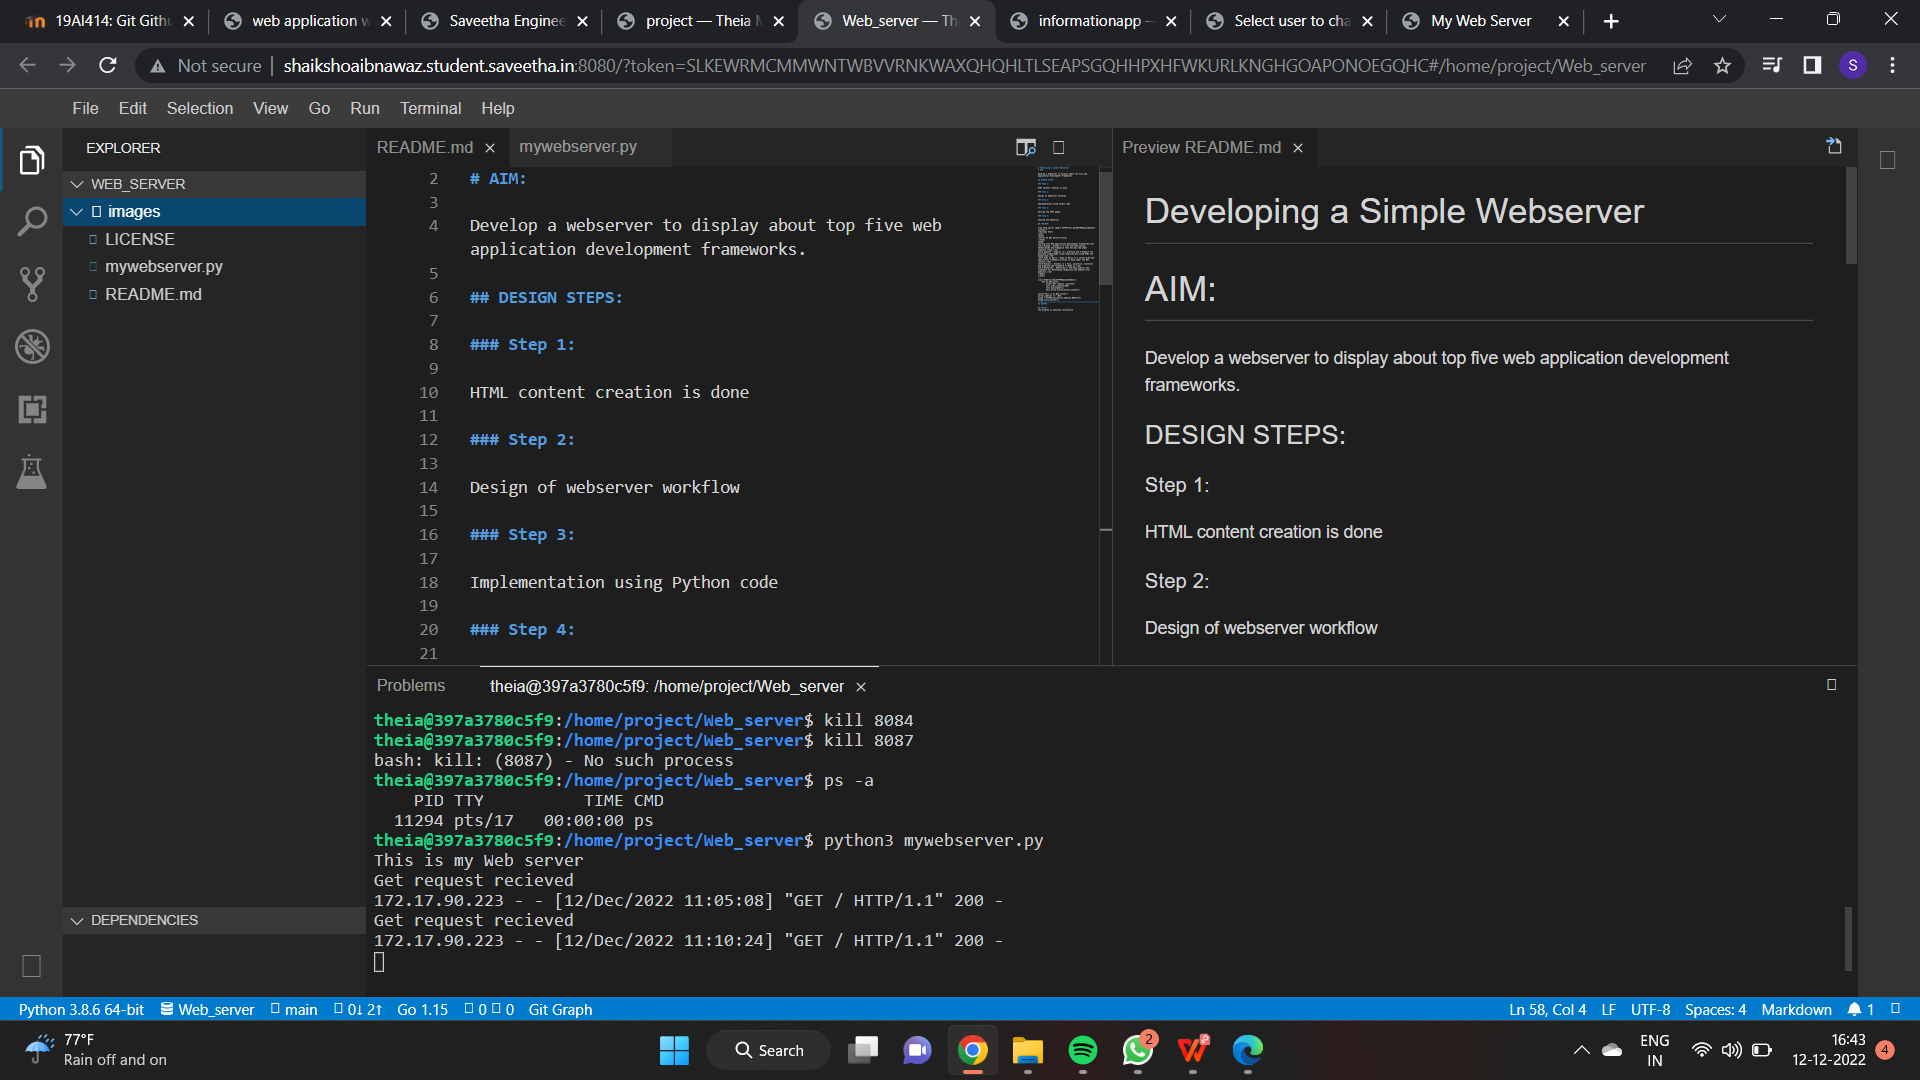 19AI414: Git Gith
web application w
Saveetha Enginee
project — Theia
Web_server — Th
informationapp –
Select user to cha
My Web Server
Not secure
shaikshoaibnawaz.student.saveetha.in:8080/?token=SLKEWRMCMMWNTWBVVRNKWAXQHQHLTLSEAPSGQHHPXHFWKURLKNGHGOAPONOEGQHC#/home/project/Web_server
S
File Edit Selection View Go Run Terminal Help
EXPLORER
WEB_SERVER
images
LICENSE
mywebserver.py
README.md
DEPENDENCIES
README.md
mywebserver.py
2 # AIM:
3
4 Develop a webserver to display about top five web
application development frameworks.
5
6 ## DESIGN STEPS:
7
8 ### Step 1:
9
10 HTML content creation is done
11
12 ### Step 2:
13
14 Design of webserver workflow
15
16 ### Step 3:
17
18 Implementation using Python code
19
20 ### Step 4:
21
Preview README.md
Developing a Simple Webserver
AIM:
Develop a webserver to display about top five web application development
frameworks.
DESIGN STEPS:
Step 1:
HTML content creation is done
Step 2:
Design of webserver workflow
Problems
theia@397a3780c5f9: /home/project/Web_server
theia@397a3780c5f9:/home/project/Web_server$ kill 8084
theia@397a3780c5f9:/home/project/Web_server$ kill 8087
bash: kill: (8087) - No such process
theia@397a3780c5f9:/home/project/Web_server$ ps -a
PID TTY TIME CMD
11294 pts/17 00:00:00 ps
theia@397a3780c5f9:/home/project/Web_server$ python3 mywebserver.py
This is my Web server
Get request recieved
172.17.90.223 - - [12/Dec/2022 11:05:08] "GET / HTTP/1.1" 200 -
Get request recieved
172.17.90.223 - - [12/Dec/2022 11:10:24] "GET / HTTP/1.1" 200 -
Python 3.8.6 64-bit Web_server main 0↓ 2↑ Go 1.15 0 0 Git Graph
Ln 58, Col 4 LF UTF-8 Spaces: 4 Markdown 1
77°F
Rain off and on
Search
2
ENG
IN
16:43
12-12-2022
4